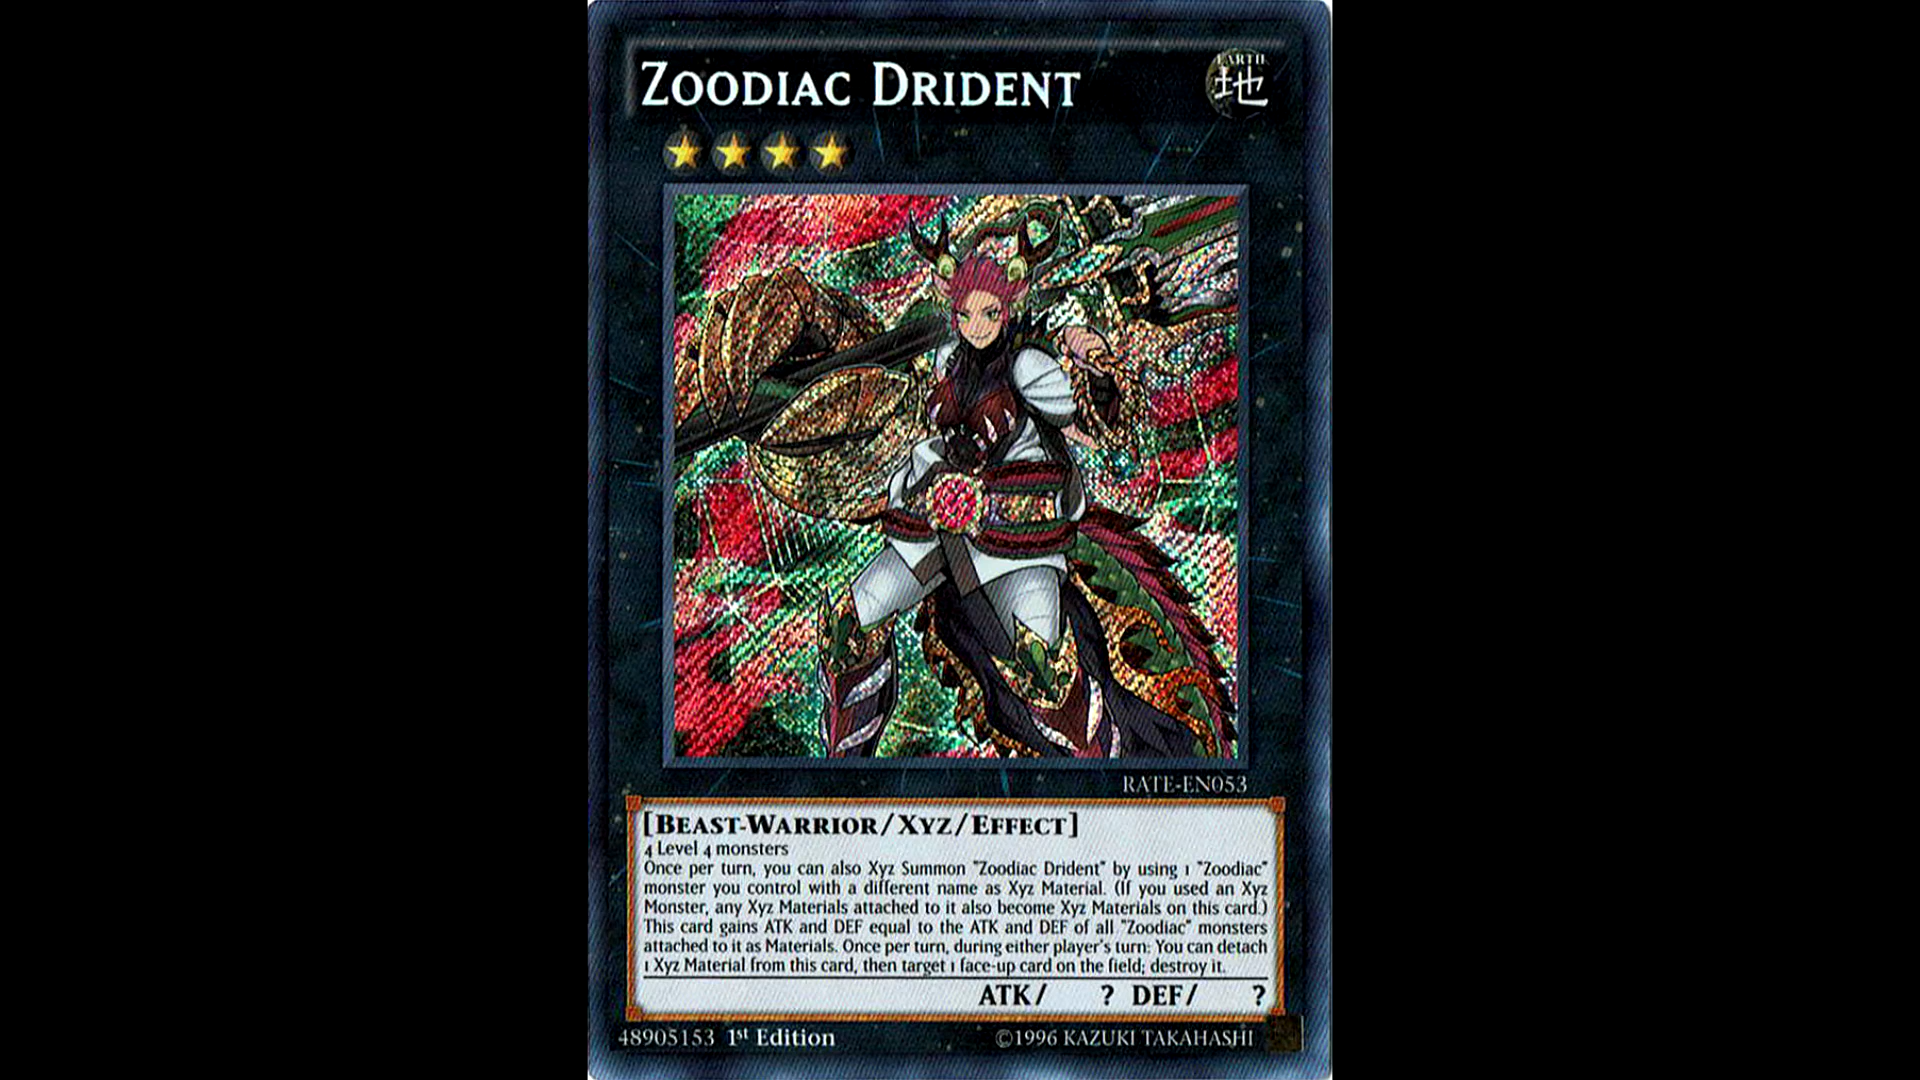 ZOODIAC DRIDENT
EARTH
地
RATE-EN053
[BEAST-WARRIOR/XYZ/EFFECT]
4 Level 4 monsters
Once per turn, you can also Xyz Summon "Zoodiac Drident" by using 1 "Zoodiac"
monster you control with a different name as Xyz Material. (If you used an Xyz
Monster, any Xyz Materials attached to it also become Xyz Materials on this card.)
This card gains ATK and DEF equal to the ATK and DEF of all "Zoodiac" monsters
attached to it as Materials. Once per turn, during either player's turn: You can detach
1 Xyz Material from this card, then target 1 face-up card on the field; destroy it.
ATK/ ? DEF/ ?
48905153 1st Edition ©1996 KAZUKI TAKAHASHI